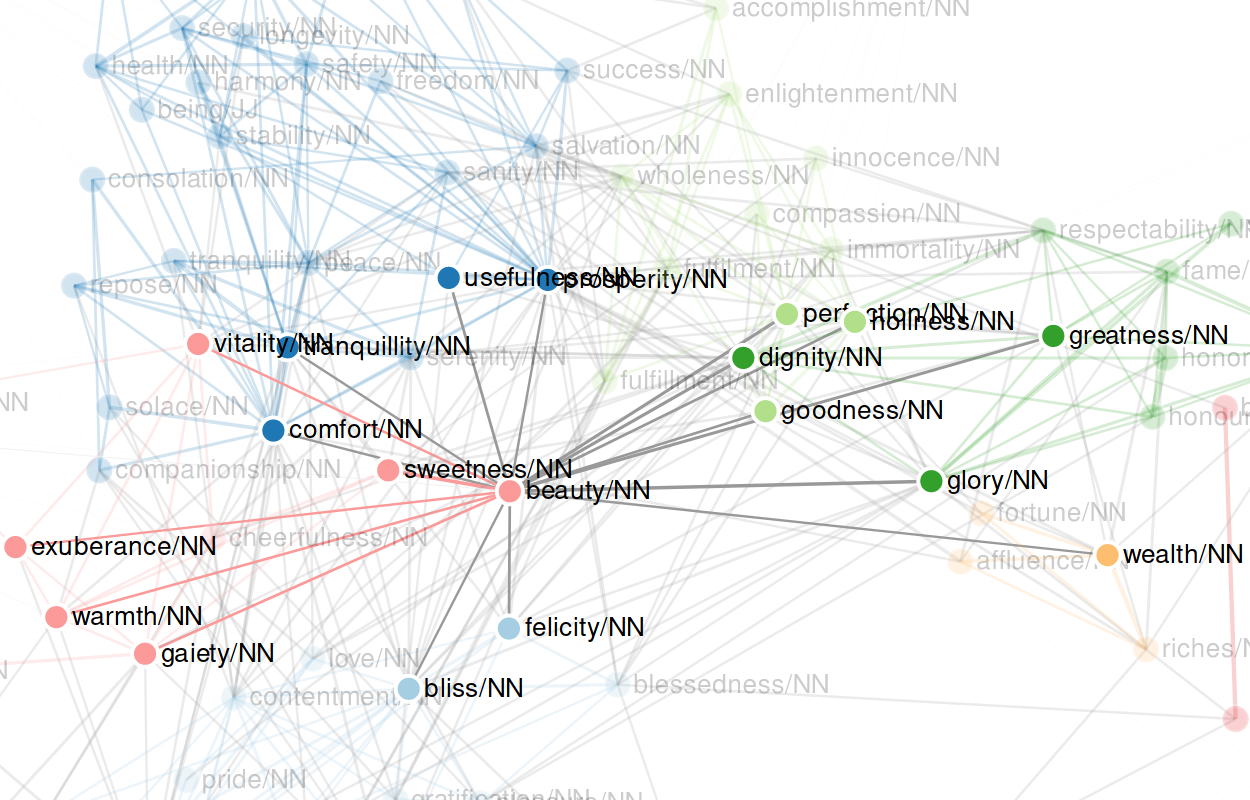 accomplishment/NN
security/NN
longevity/NN
health/NN
safety/NN
success/NN
harmony/NN
freedom/NN
enlightenment/NN
being/JJ
stability/NN
salvation/NN
innocence/NN
sanity/NN
wholeness/NN
consolation/NN
compassion/NN
respectability/NN
immortality/NN
tranquility/NN
peace/NN
fulfilment/NN
fame/
usefulness/NN
prosperity/NN
repose/NN
perfection/NN
holiness/NN
greatness/NN
vitality/NN
tranquillity/NN
serenity/NN
dignity/NN
honor
fulfillment/NN
NN
solace/NN
goodness/NN
honour
comfort/NN
companionship/NN
sweetness/NN
beauty/NN
glory/NN
fortune/NN
cheerfulness/NN
exuberance/NN
affluence/NN
wealth/NN
warmth/NN
felicity/NN
gaiety/NN
love/NN
riches/N
contentment/NN
bliss/NN
blessedness/NN
pride/NN
gratification/NN